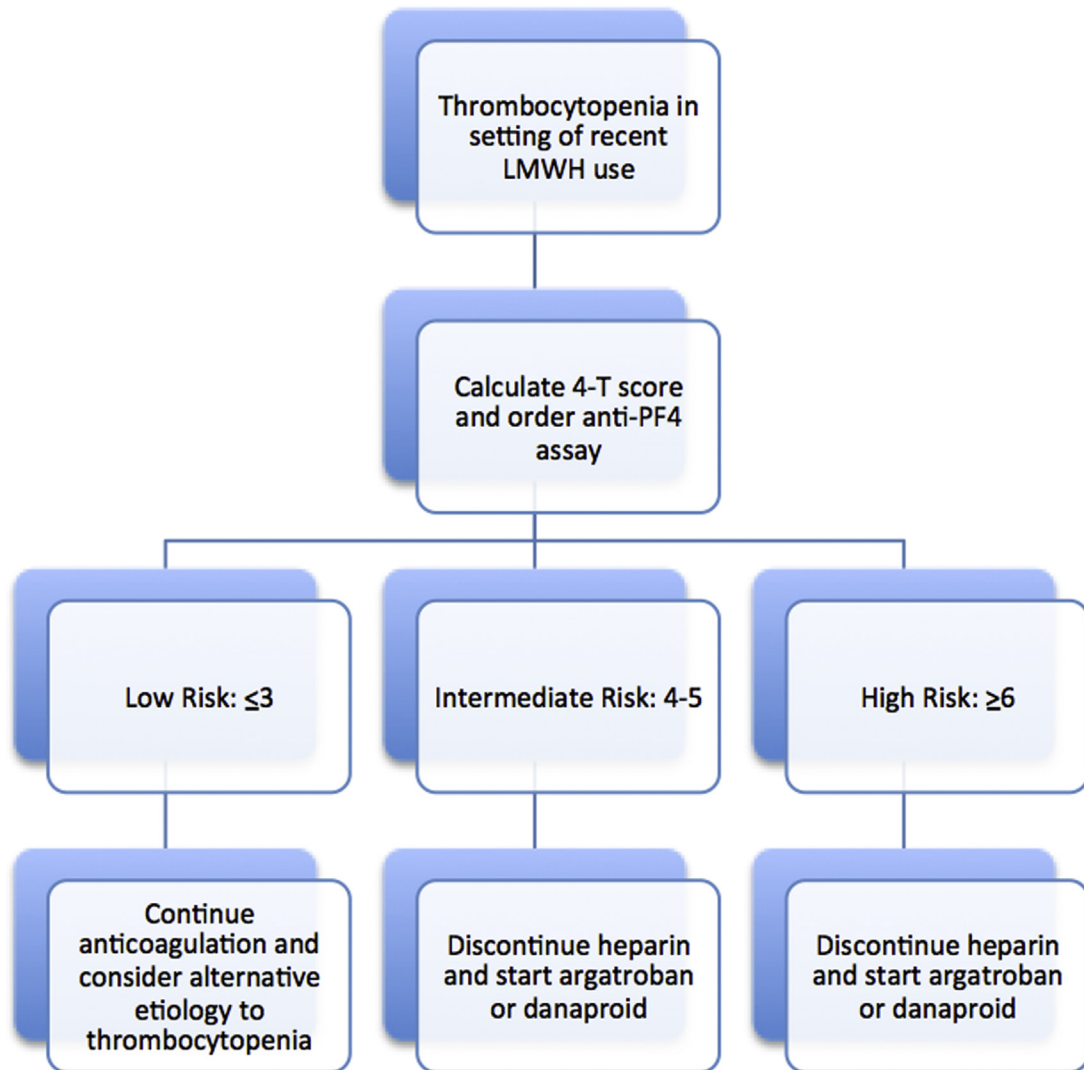 Thrombocytopenia in
setting of recent
LMWH use
Calculate 4-T score
and order anti-PF4
assay
Low Risk: ≤3
Intermediate Risk: 4-5
High Risk: ≥6
Continue
anticoagulation and
consider alternative
etiology to
thrombocytopenia
Discontinue heparin
and start argatroban
or danaproid
Discontinue heparin
and start argatroban
or danaproid